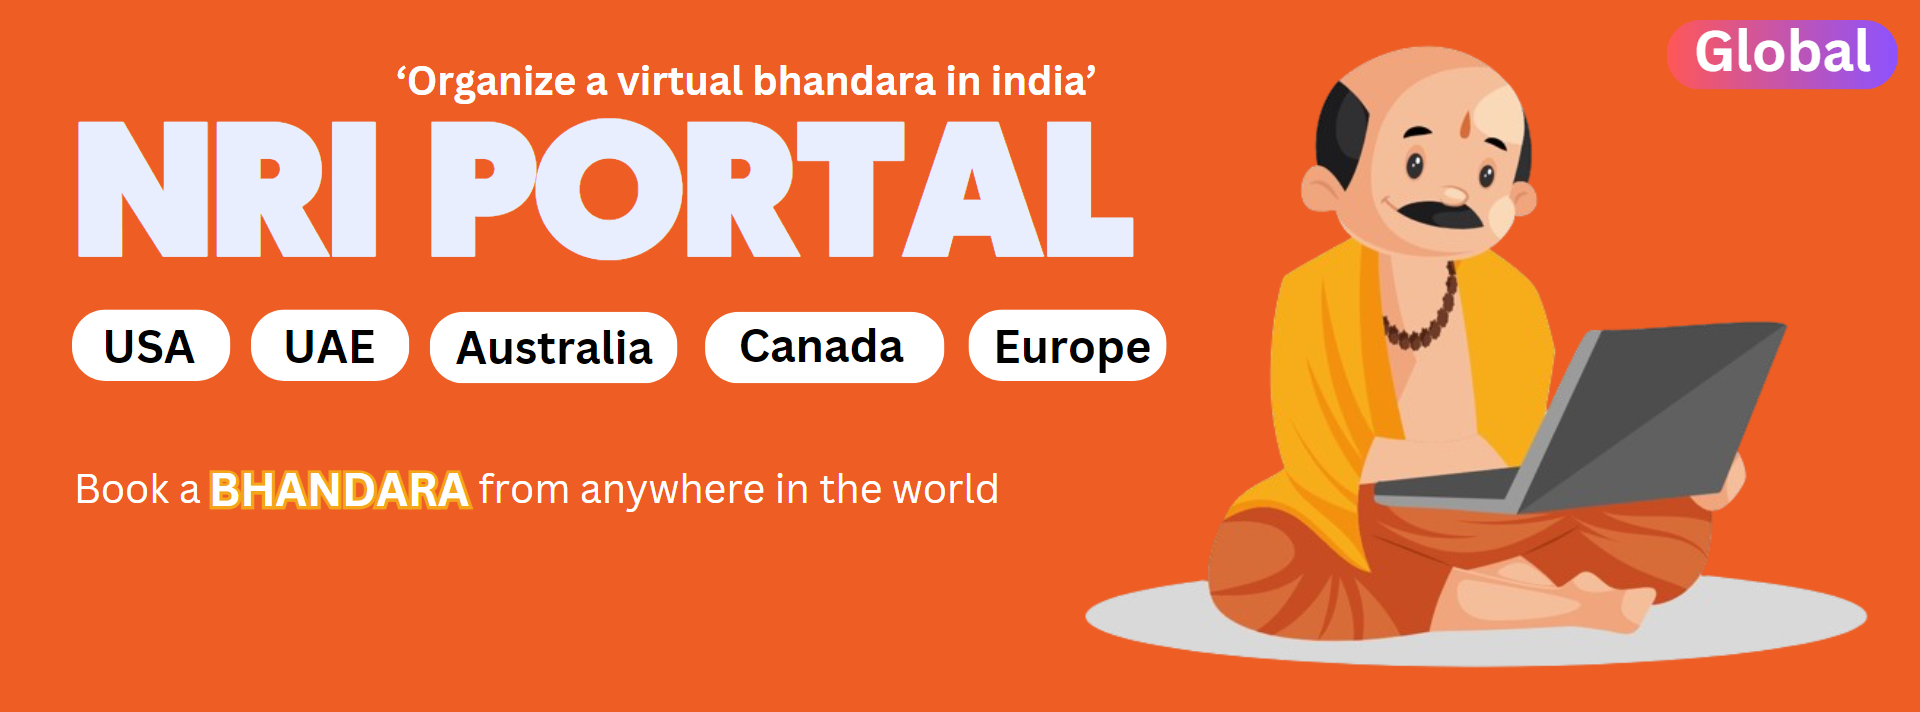 Global
‘Organize a virtual bhandara in india’
NRI PORTAL
USA UAE Australia Canada Europe
Book a BHANDARA from anywhere in the world